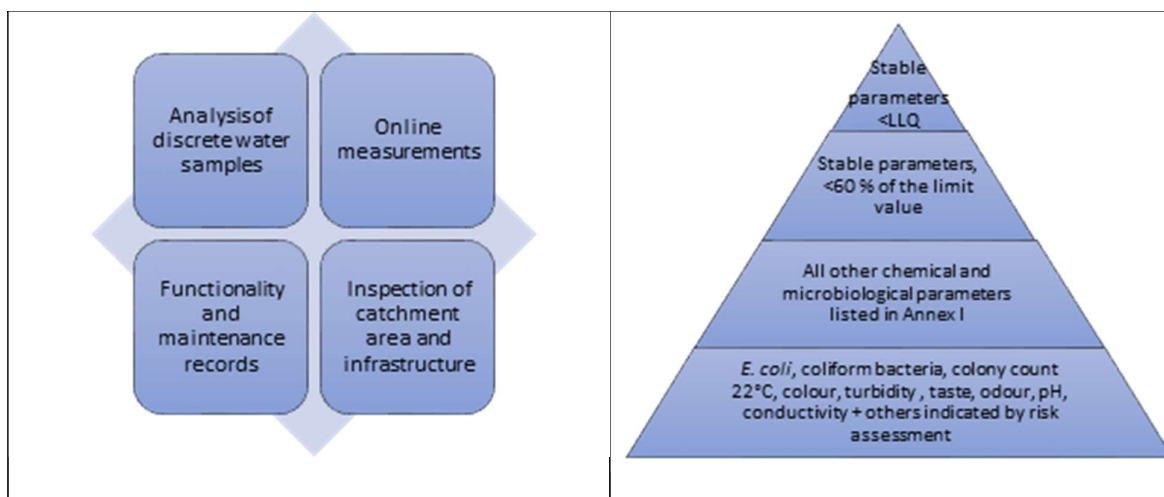 Analysisof
discrete water
samples
Online
measurements
Functionality
and
maintenance
records
Inspection of
catchment
area and
infrastructure
Stable
parameters
<LLQ
Stable parameters,
<60 % of the limit
value
All other chemical and
microbiological parameters
listed in Annex I
E. coli, coliform bacteria, colony count
22°C, colour, turbidity , taste, odour, pH,
conductivity + others indicated by risk
assessment